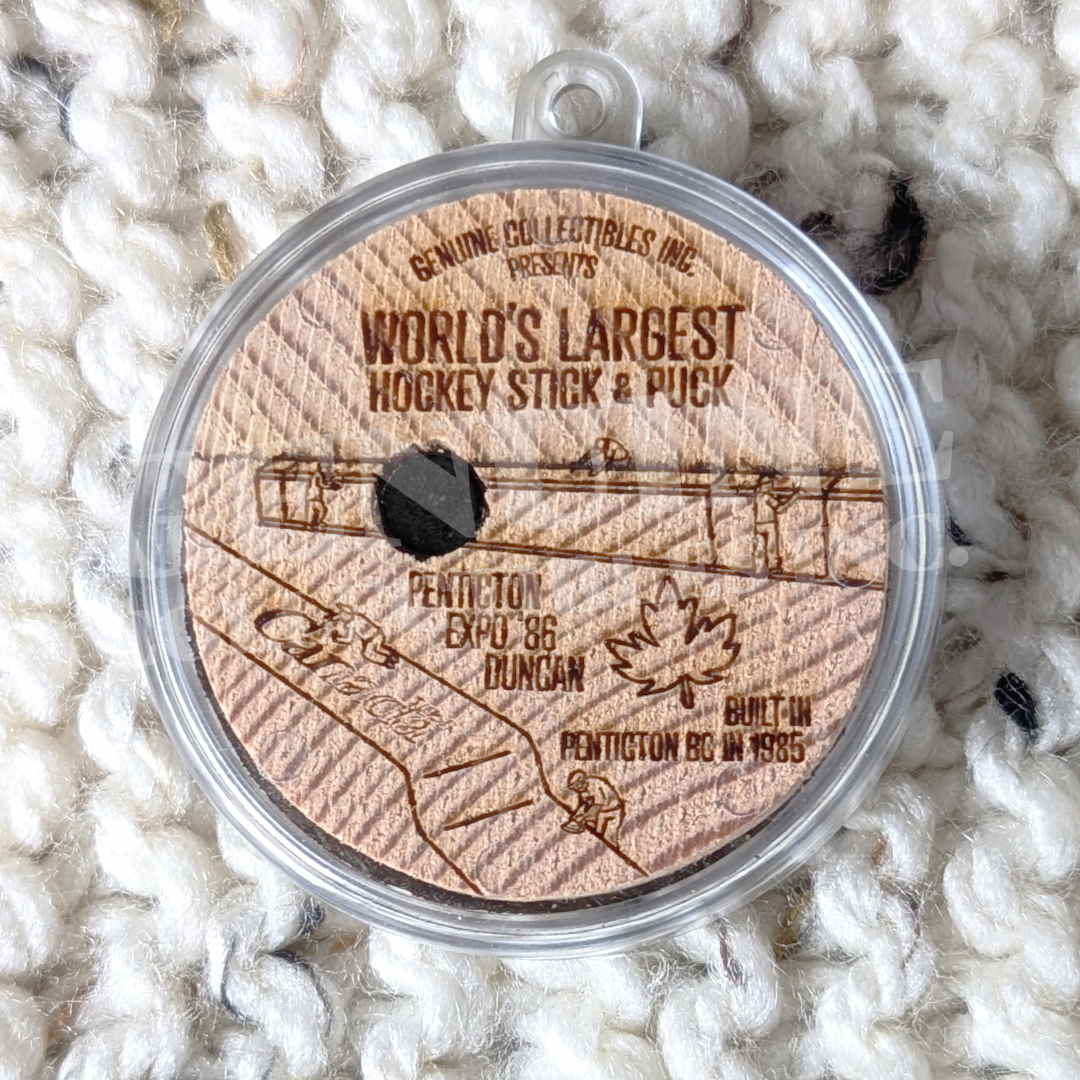 GENUINE COLLECTIBLES INC.
PRESENTS
WORLD'S LARGEST
HOCKEY STICK & PUCK
PENTICTON
EXPO '86
DUNCAN
Canada
BUILT IN
PENTICTON BC IN 1985